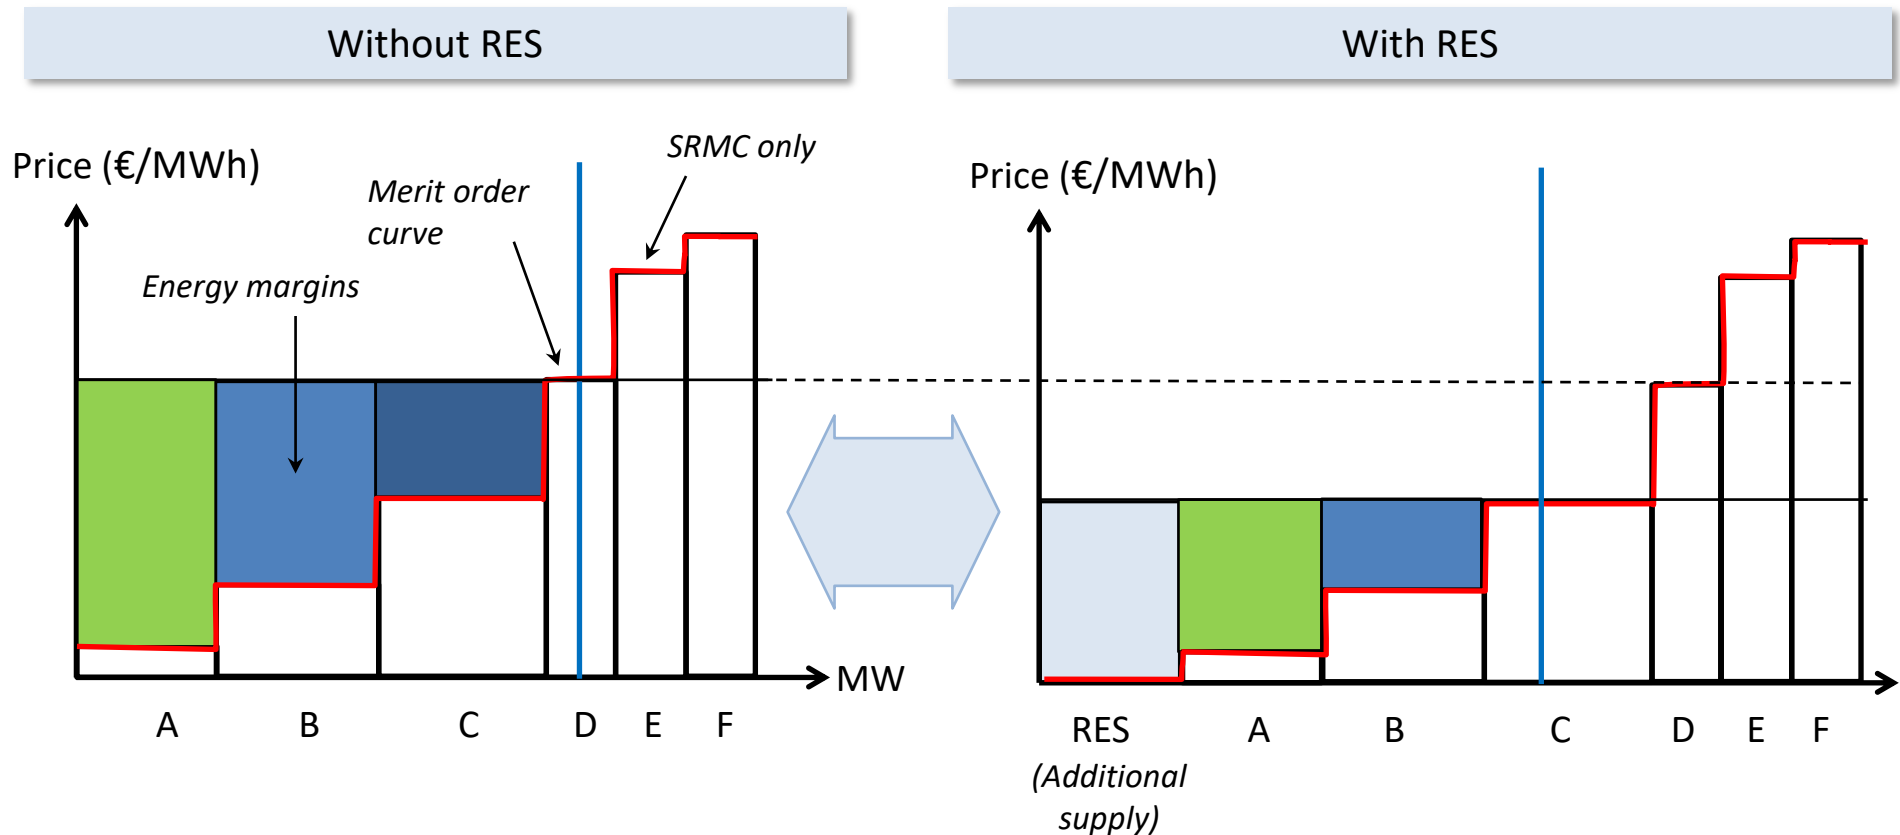 Without RES
With RES
Price (€/MWh)
Merit order
curve
SRMC only
Energy margins
MW
A B C D E F
Price (€/MWh)
RES A B C D E F
(Additional
supply)